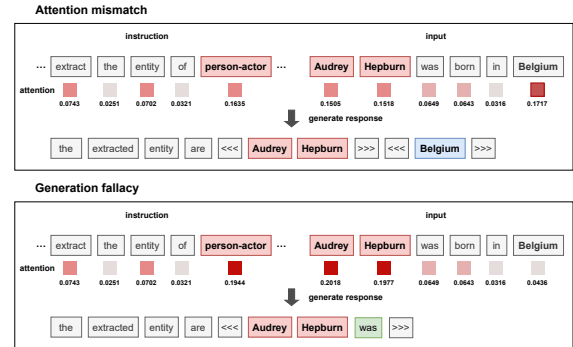 Attention mismatch
instruction input
... extract the entity of person-actor ... Audrey Hepburn was born in Belgium
attention
0.0743 0.0251 0.0702 0.0321 0.1635 0.1505 0.1518 0.0649 0.0643 0.0316 0.1717
generate response
the extracted entity are <<< Audrey Hepburn >>> <<< Belgium >>>
Generation fallacy
instruction input
... extract the entity of person-actor ... Audrey Hepburn was born in Belgium
attention
0.0743 0.0251 0.0702 0.0321 0.1944 0.2018 0.1977 0.0649 0.0643 0.0316 0.0436
generate response
the extracted entity are <<< Audrey Hepburn was >>>